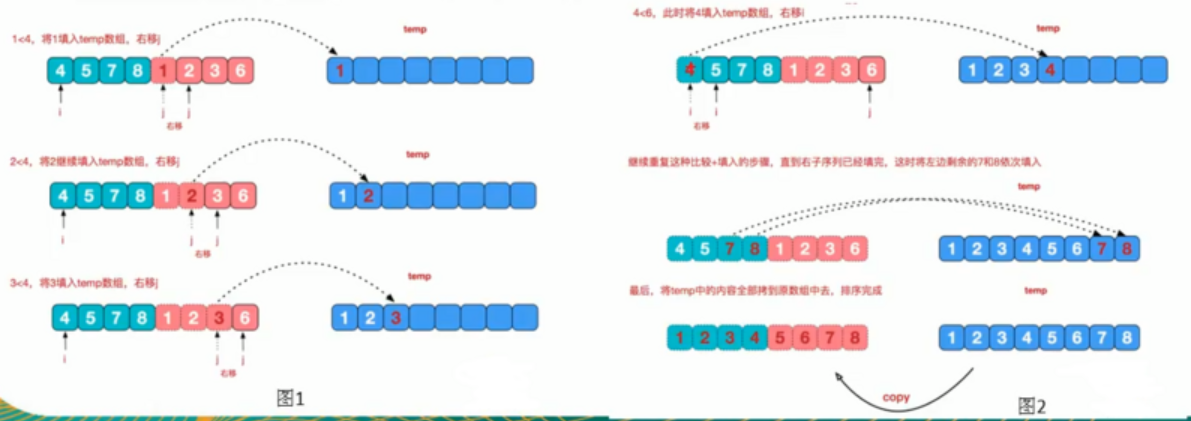 1<4，将1填入temp数组，右移j
temp
4 5 7 8 1 2 3 6
1
i
j
j
右移
2<4，将2继续填入temp数组，右移j
temp
4 5 7 8 1 2 3 6
1 2
i
j
j
右移
3<4，将3填入temp数组，右移j
temp
4 5 7 8 1 2 3 6
1 2 3
i
j
j
右移
图1
4<6，此时将4填入temp数组，右移i
temp
4 5 7 8 1 2 3 6
1 2 3 4
i
i
j
右移
继续重复这种比较+填入的步骤，直到右子序列已经填完，这时将左边剩余的7和8依次填入
temp
4 5 7 8 1 2 3 6
1 2 3 4 5 6 7 8
最后，将temp中的内容全部拷到原数组中去，排序完成
temp
1 2 3 4 5 6 7 8
1 2 3 4 5 6 7 8
copy
图2